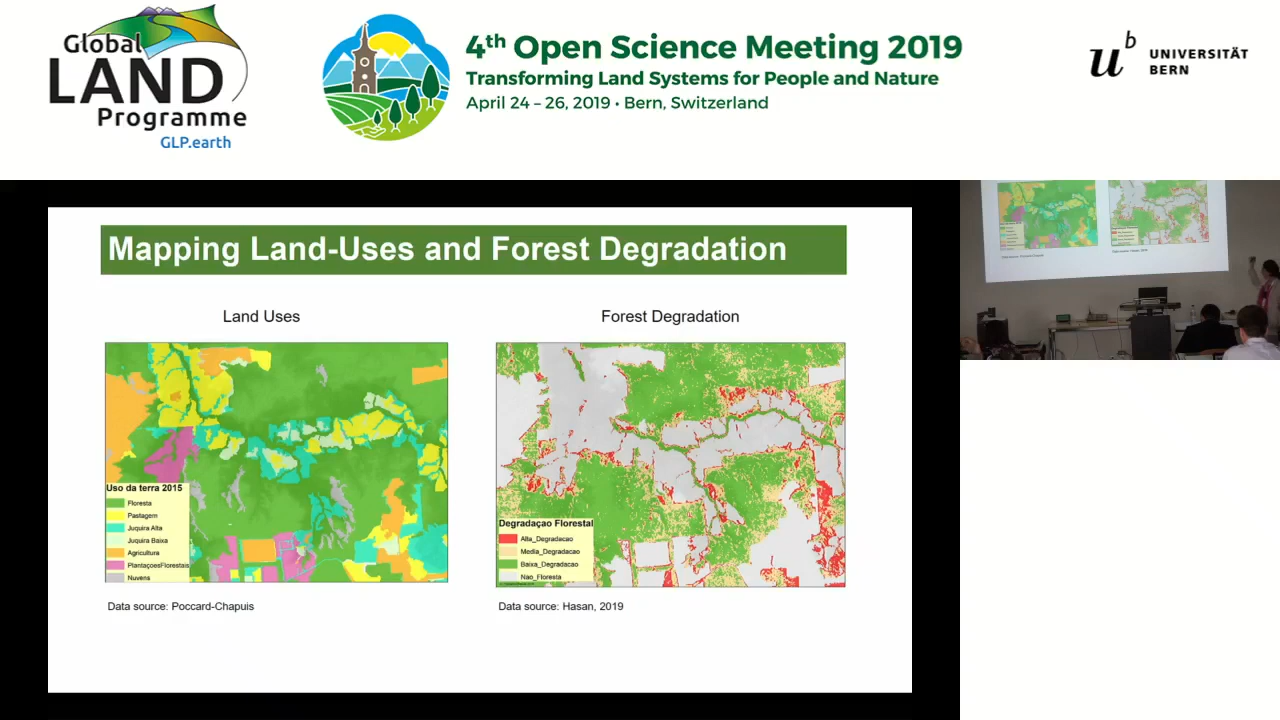 Global
LAND
Programme
GLP.earth
4th Open Science Meeting 2019
Transforming Land Systems for People and Nature
April 24 – 26, 2019 • Bern, Switzerland
u b
UNIVERSITÄT
BERN
Mapping Land-Uses and Forest Degradation
Land Uses
Forest Degradation
Uso da terra 2015
Floresta
Pastagem
Juquira Alta
Juquira Baixa
Agricultura
PlantaçoesFlorestais
Nuvens
Degradaçao Florestal
Alta_Degradacao
Media_Degradacao
Baixa_Degradacao
Nao_Floresta
Data source: Poccard-Chapuis
Data source: Hasan, 2019